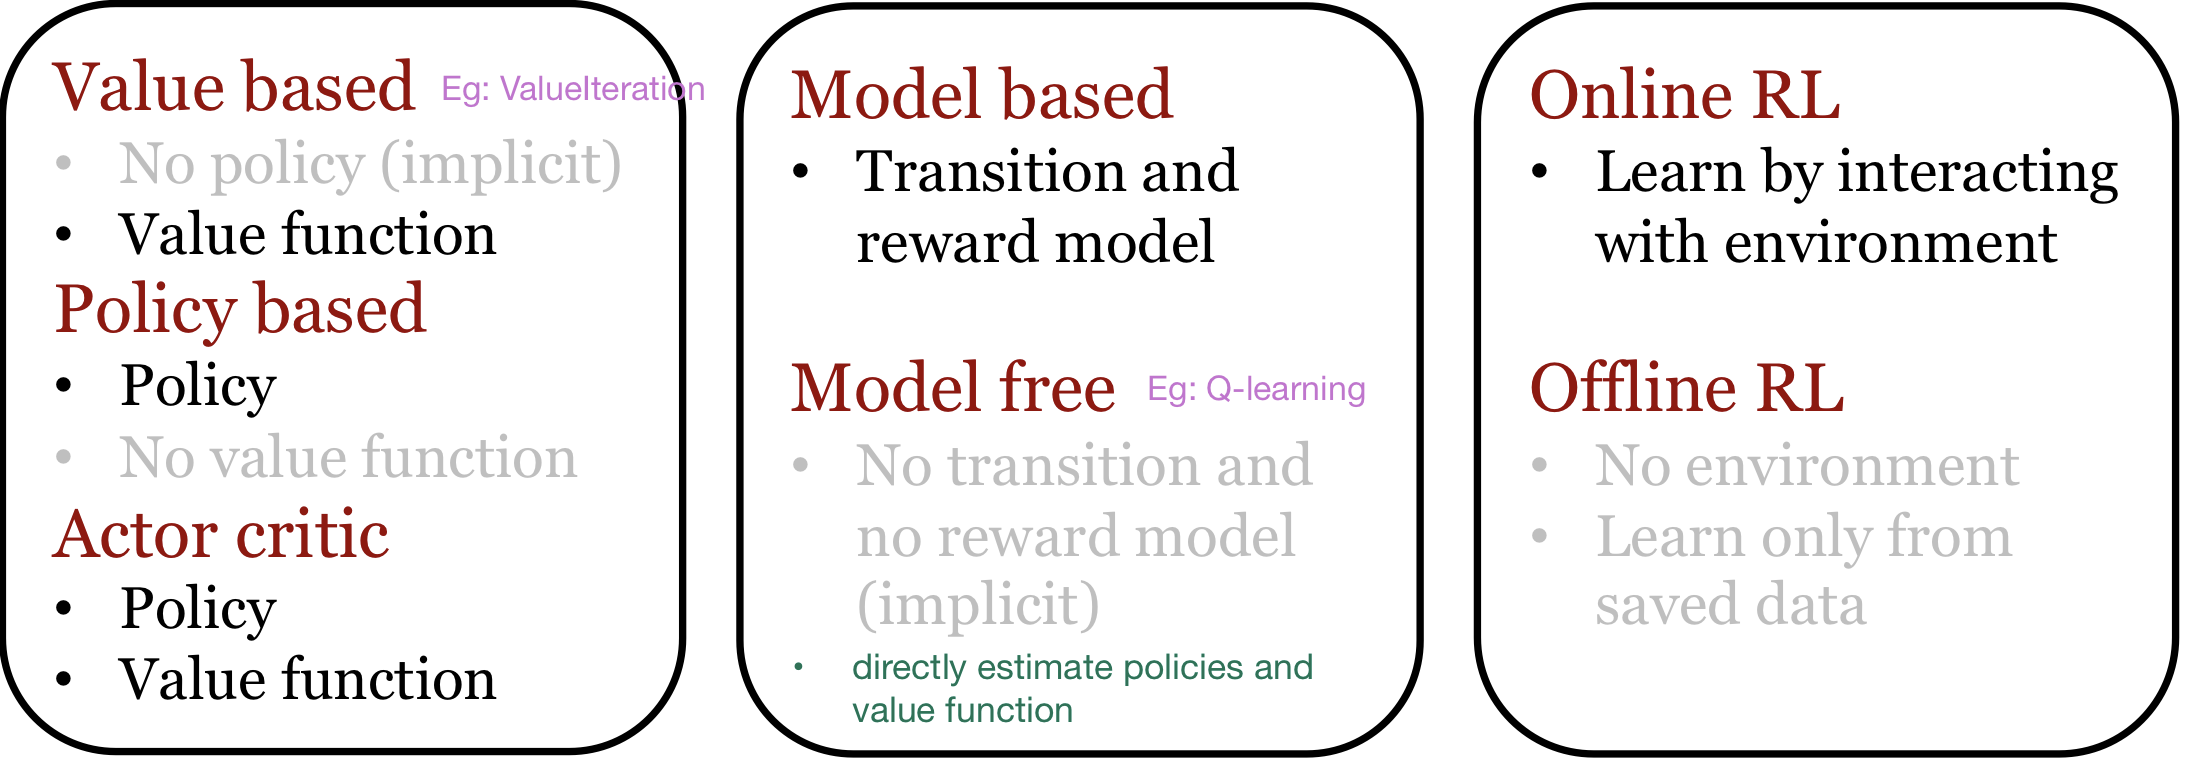 Value based Eg: ValueIteration
• No policy (implicit)
• Value function
Policy based
• Policy
• No value function
Actor critic
• Policy
• Value function
Model based
• Transition and
reward model
Model free Eg: Q-learning
• No transition and
no reward model
(implicit)
• directly estimate policies and
value function
Online RL
• Learn by interacting
with environment
Offline RL
• No environment
• Learn only from
saved data